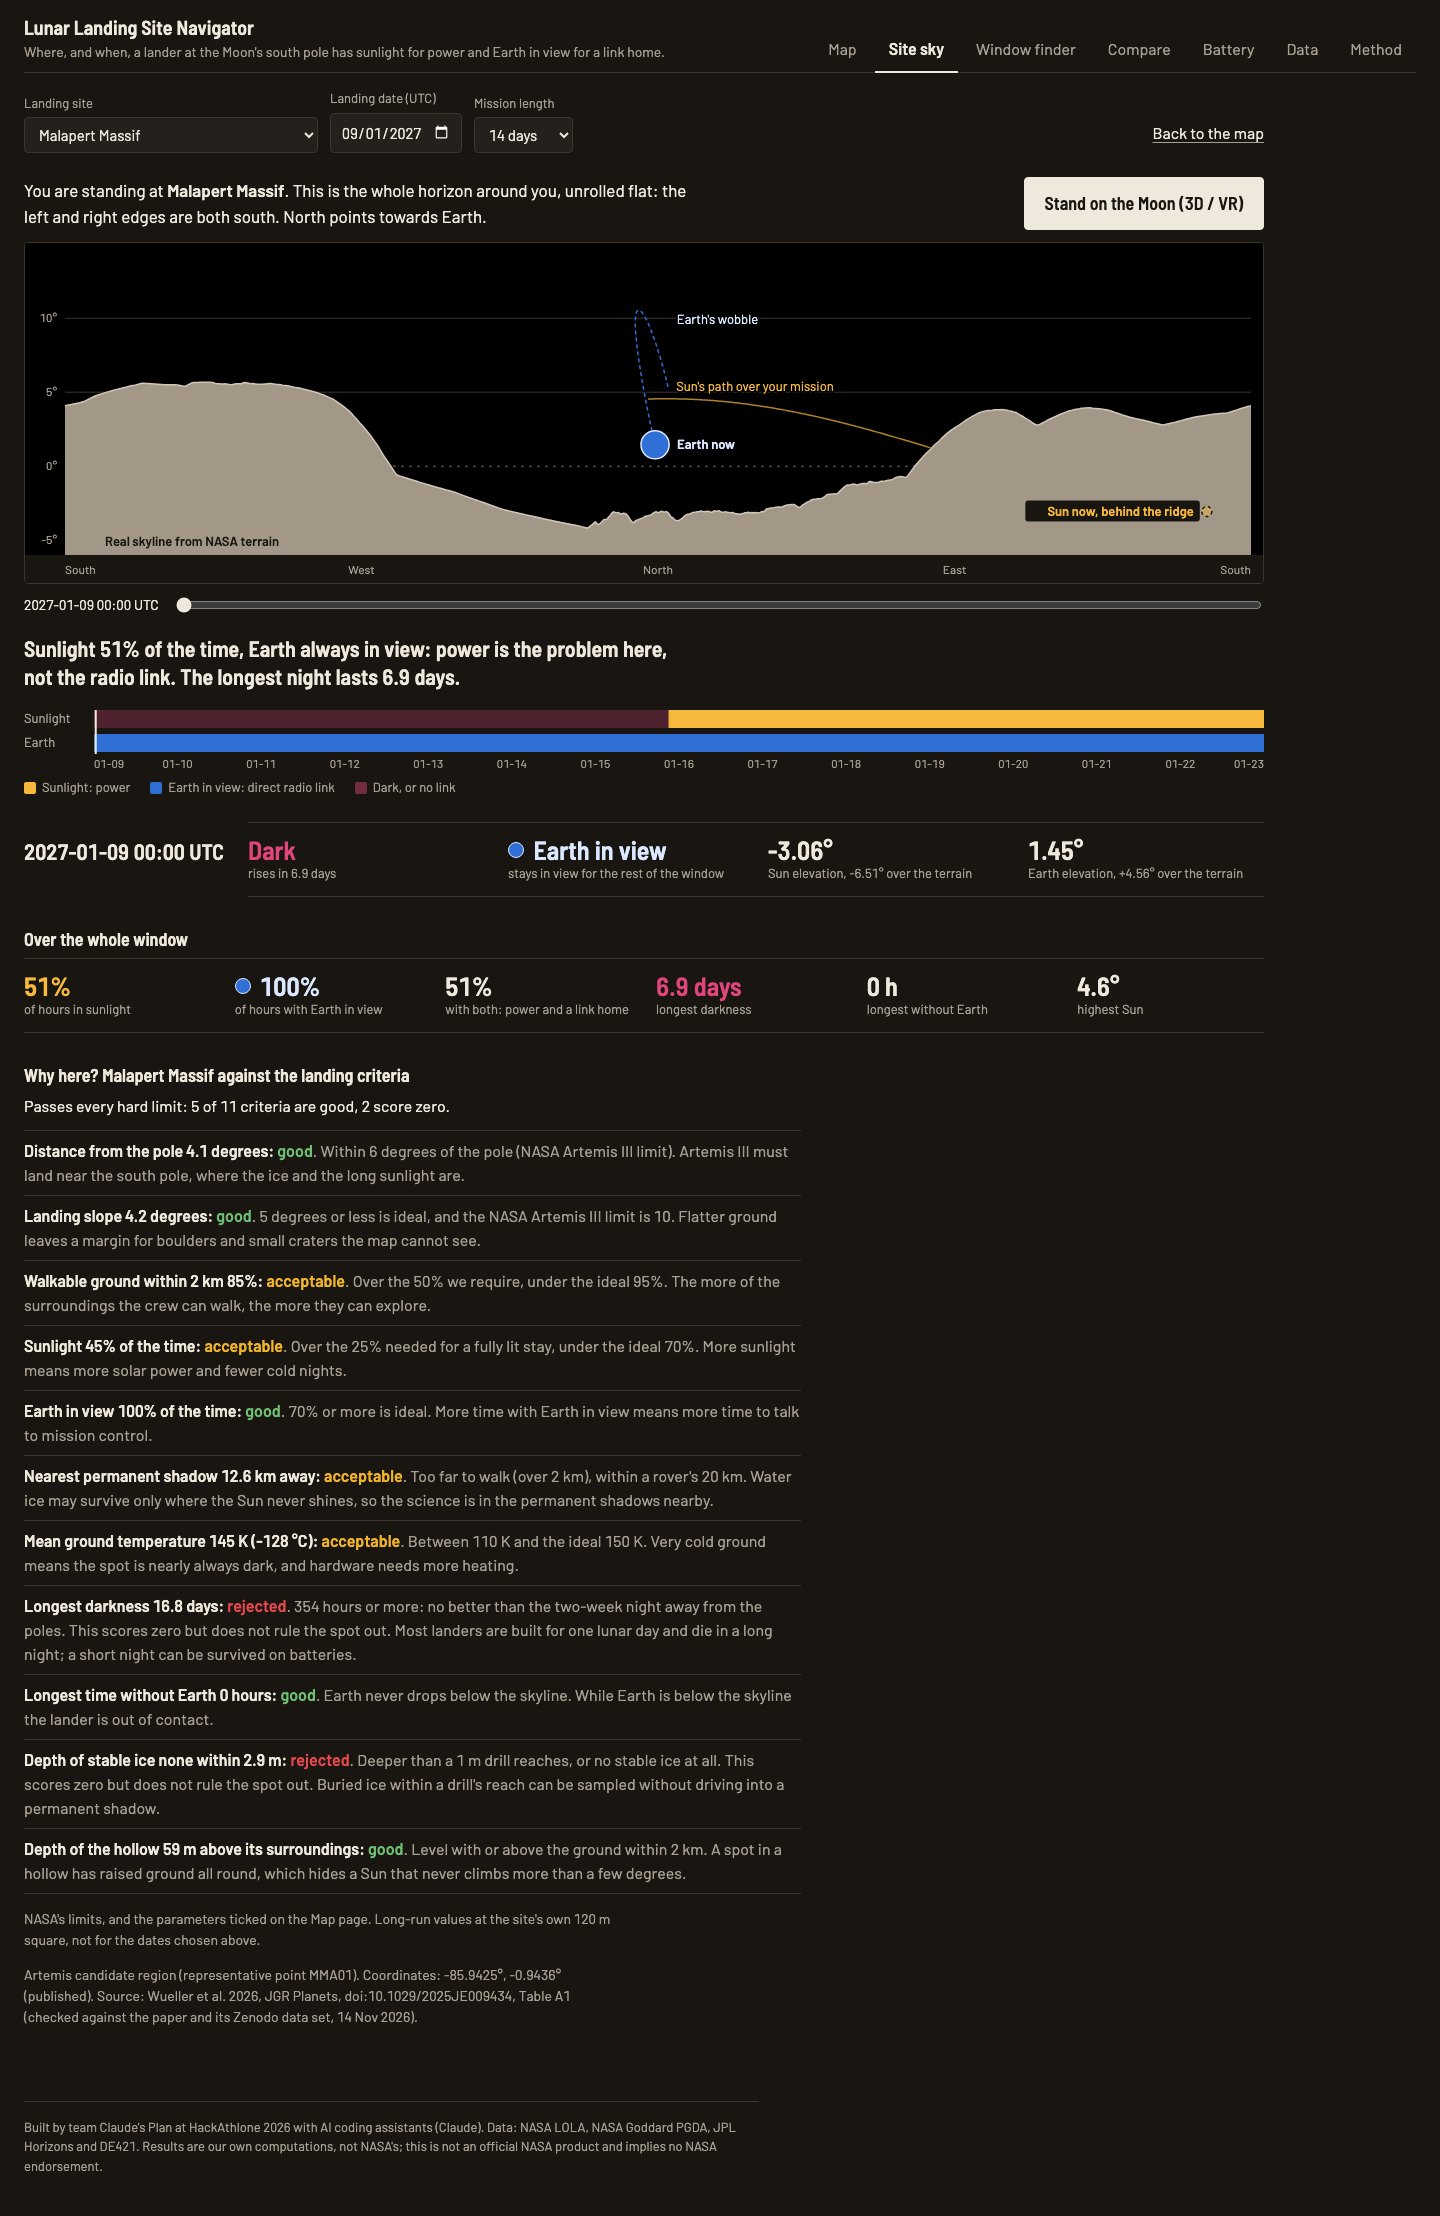 Lunar Landing Site Navigator
Where, and when, a lander at the Moon's south pole has sunlight for power and Earth in view for a link home.
Map
Site sky
Window finder
Compare
Battery
Data
Method
Landing site
Landing date (UTC)
Mission length
Malapert Massif
09/01/2027
14 days
Back to the map
You are standing at Malapert Massif. This is the whole horizon around you, unrolled flat: the
left and right edges are both south. North points towards Earth.
Stand on the Moon (3D / VR)
10°
5°
0°
-5°
Earth's wobble
Sun's path over your mission
Earth now
Sun now, behind the ridge
Real skyline from NASA terrain
South
West
North
East
South
2027-01-09 00:00 UTC
Sunlight 51% of the time, Earth always in view: power is the problem here,
not the radio link. The longest night lasts 6.9 days.
Sunlight
Earth
01-09
01-10
01-11
01-12
01-13
01-14
01-15
01-16
01-17
01-18
01-19
01-20
01-21
01-22
01-23
Sunlight: power
Earth in view: direct radio link
Dark, or no link
2027-01-09 00:00 UTC
Dark
rises in 6.9 days
Earth in view
stays in view for the rest of the window
-3.06°
Sun elevation, -6.51° over the terrain
1.45°
Earth elevation, +4.56° over the terrain
Over the whole window
51%
of hours in sunlight
100%
of hours with Earth in view
51%
with both: power and a link home
6.9 days
longest darkness
0 h
longest without Earth
4.6°
highest Sun
Why here? Malapert Massif against the landing criteria
Passes every hard limit: 5 of 11 criteria are good, 2 score zero.
Distance from the pole 4.1 degrees: good. Within 6 degrees of the pole (NASA Artemis III limit). Artemis III must
land near the south pole, where the ice and the long sunlight are.
Landing slope 4.2 degrees: good. 5 degrees or less is ideal, and the NASA Artemis III limit is 10. Flatter ground
leaves a margin for boulders and small craters the map cannot see.
Walkable ground within 2 km 85%: acceptable. Over the 50% we require, under the ideal 95%. The more of the
surroundings the crew can walk, the more they can explore.
Sunlight 45% of the time: acceptable. Over the 25% needed for a fully lit stay, under the ideal 70%. More sunlight
means more solar power and fewer cold nights.
Earth in view 100% of the time: good. 70% or more is ideal. More time with Earth in view means more time to talk
to mission control.
Nearest permanent shadow 12.6 km away: acceptable. Too far to walk (over 2 km), within a rover's 20 km. Water
ice may survive only where the Sun never shines, so the science is in the permanent shadows nearby.
Mean ground temperature 145 K (-128 °C): acceptable. Between 110 K and the ideal 150 K. Very cold ground
means the spot is nearly always dark, and hardware needs more heating.
Longest darkness 16.8 days: rejected. 354 hours or more: no better than the two-week night away from the
poles. This scores zero but does not rule the spot out. Most landers are built for one lunar day and die in a long
night; a short night can be survived on batteries.
Longest time without Earth 0 hours: good. Earth never drops below the skyline. While Earth is below the skyline
the lander is out of contact.
Depth of stable ice none within 2.9 m: rejected. Deeper than a 1 m drill reaches, or no stable ice at all. This
scores zero but does not rule the spot out. Buried ice within a drill's reach can be sampled without driving into a
permanent shadow.
Depth of the hollow 59 m above its surroundings: good. Level with or above the ground within 2 km. A spot in a
hollow has raised ground all round, which hides a Sun that never climbs more than a few degrees.
NASA's limits, and the parameters ticked on the Map page. Long-run values at the site's own 120 m
square, not for the dates chosen above.
Artemis candidate region (representative point MMA01). Coordinates: -85.9425°, -0.9436°
(published). Source: Wueller et al. 2026, JGR Planets, doi:10.1029/2025JE009434, Table A1
(checked against the paper and its Zenodo data set, 14 Nov 2026).
Built by team Claude's Plan at HackAthlone 2026 with AI coding assistants (Claude). Data: NASA LOLA, NASA Goddard PGDA, JPL
Horizons and DE421. Results are our own computations, not NASA's; this is not an official NASA product and implies no NASA
endorsement.